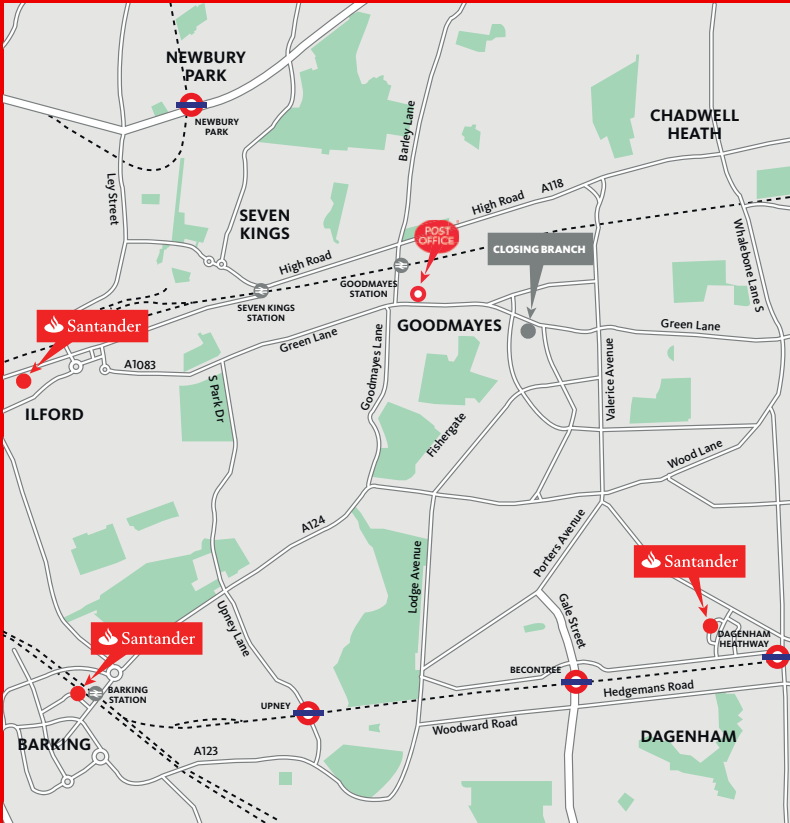 NEWBURY
PARK
NEWBURY
PARK
CHADWELL
HEATH
Barley Lane
Ley Street
SEVEN
KINGS
High Road
A118
POST
OFFICE
CLOSING BRANCH
Whalebone Lane S
High Road
GOODMAYES
STATION
SEVEN KINGS
STATION
Santander
GOODMAYES
Green Lane
Green Lane
A1083
Goodmayes Lane
Valerice Avenue
S Park Dr
ILFORD
Fishergate
Wood Lane
A124
Porters Avenue
Lodge Avenue
Santander
Gale Street
Upney Lane
Santander
DAGENHAM
HEATHWAY
BECONTREE
BARKING
STATION
Hedgemans Road
UPNEY
Woodward Road
BARKING
DAGENHAM
A123